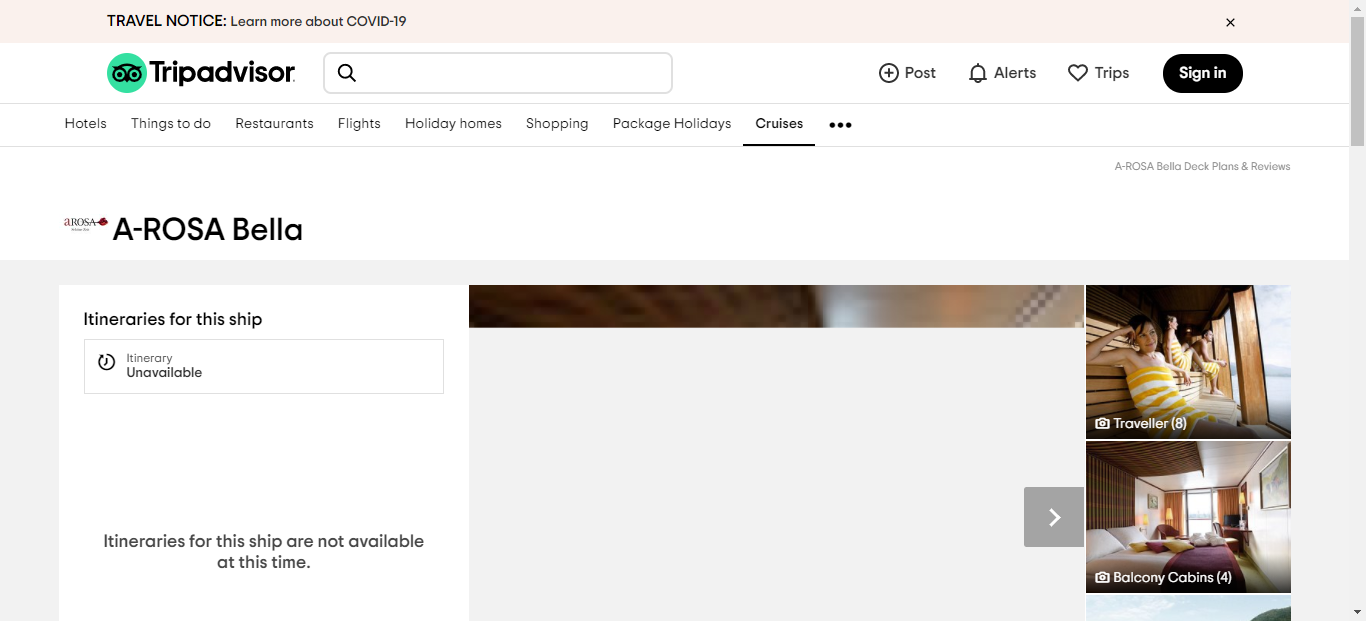 TRAVEL NOTICE: Learn more about COVID-19
Tripadvisor
Post
Alerts
Trips
Sign in
Hotels
Things to do
Restaurants
Flights
Holiday homes
Shopping
Package Holidays
Cruises
A-ROSA Bella Deck Plans & Reviews
aROSA
A-ROSA Bella
Itineraries for this ship
Itinerary
Unavailable
Itineraries for this ship are not available
at this time.
Traveller (8)
Balcony Cabins (4)